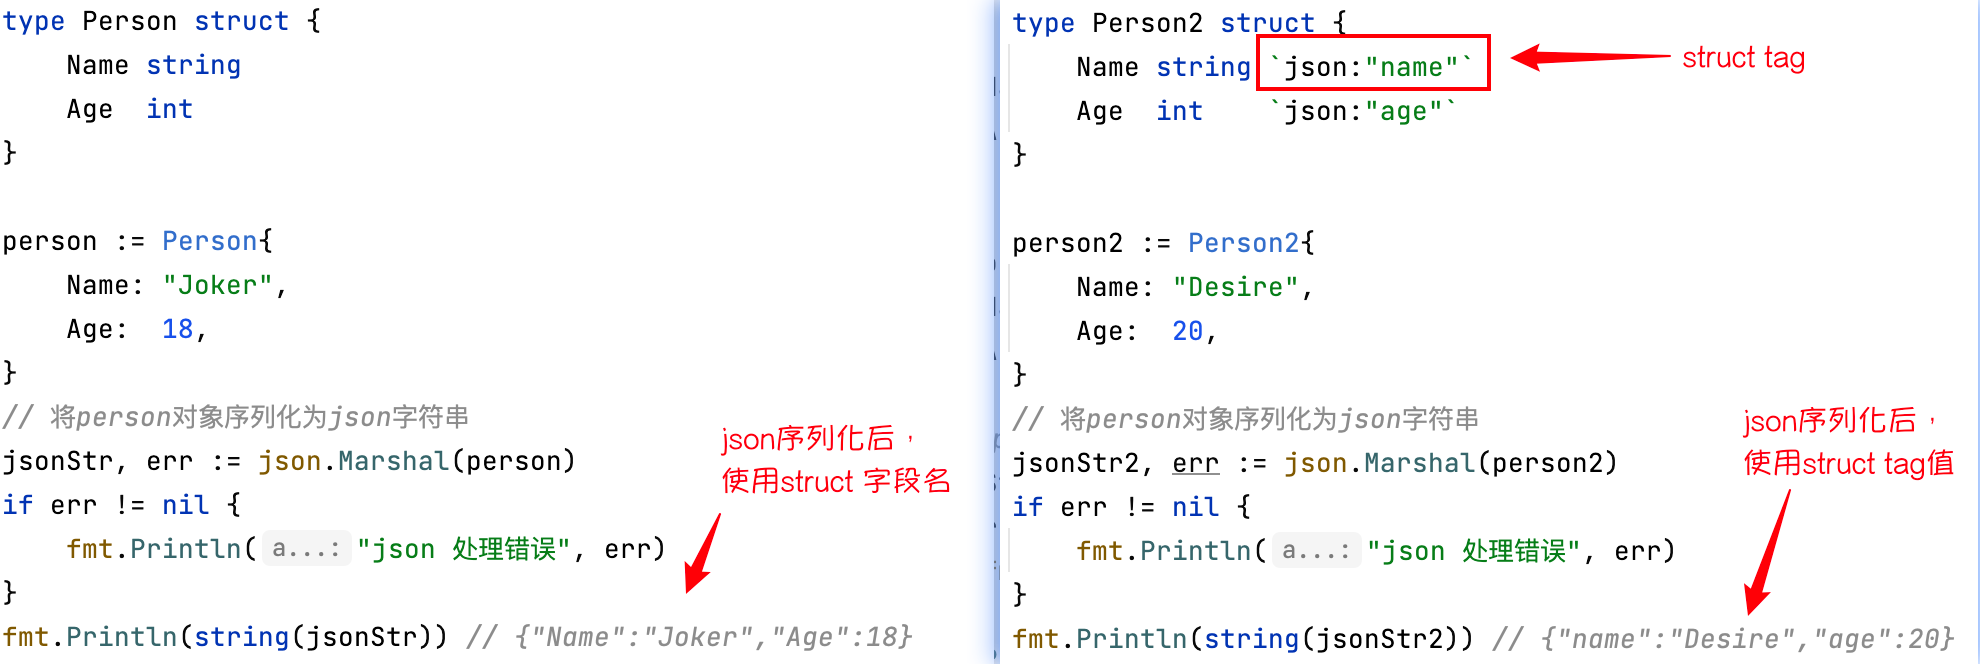 type Person struct {
    Name string
    Age  int
}
person := Person{
    Name: "Joker",
    Age:  18,
}
// 将person对象序列化为json字符串
jsonStr, err := json.Marshal(person)
if err != nil {
    fmt.Println( a...: "json 处理错误", err)
}
fmt.Println(string(jsonStr)) // {"Name":"Joker","Age":18}
json序列化后，
使用struct 字段名
type Person2 struct {
    Name string `json:"name"`
    Age  int    `json:"age"`
}
struct tag
person2 := Person2{
    Name: "Desire",
    Age:  20,
}
// 将person对象序列化为json字符串
jsonStr2, err := json.Marshal(person2)
if err != nil {
    fmt.Println( a...: "json 处理错误", err)
}
fmt.Println(string(jsonStr2)) // {"name":"Desire","age":20}
json序列化后，
使用struct tag值